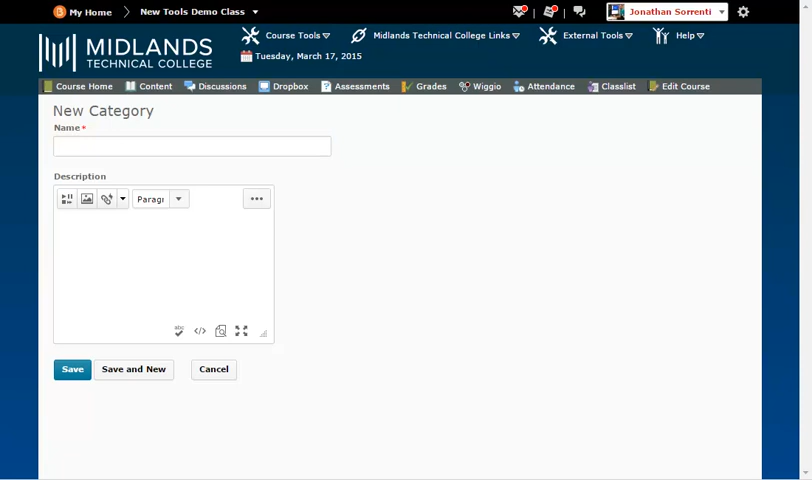 My Home New Tools Demo Class Jonathan Sorrenti
MIDLANDS
TECHNICAL COLLEGE
Course Tools Midlands Technical College Links External Tools Help
Tuesday, March 17, 2015
Course Home Content Discussions Dropbox Assessments Grades Wiggio Attendance Classlist Edit Course
New Category
Name*
Description
Paragr
abc
Save Save and New Cancel